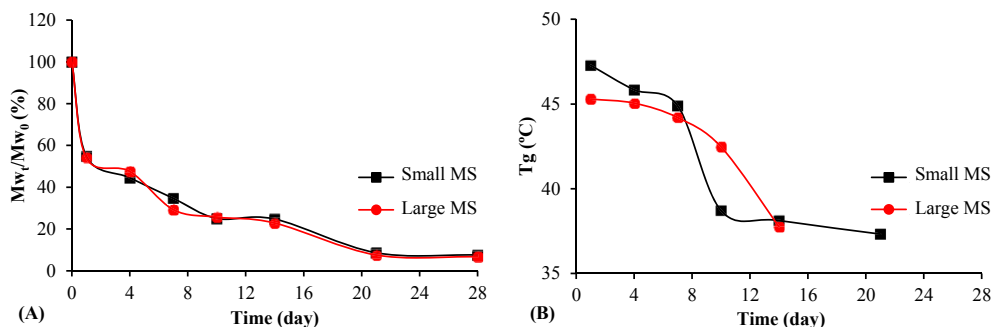 120
100
80
60
40
20
0
Mwt/Mw0 (%)
0 4 8 12 16 20 24 28
Time (day)
Small MS
Large MS
(A)
50
45
40
35
Tg (ºC)
0 4 8 12 16 20 24 28
Time (day)
Small MS
Large MS
(B)